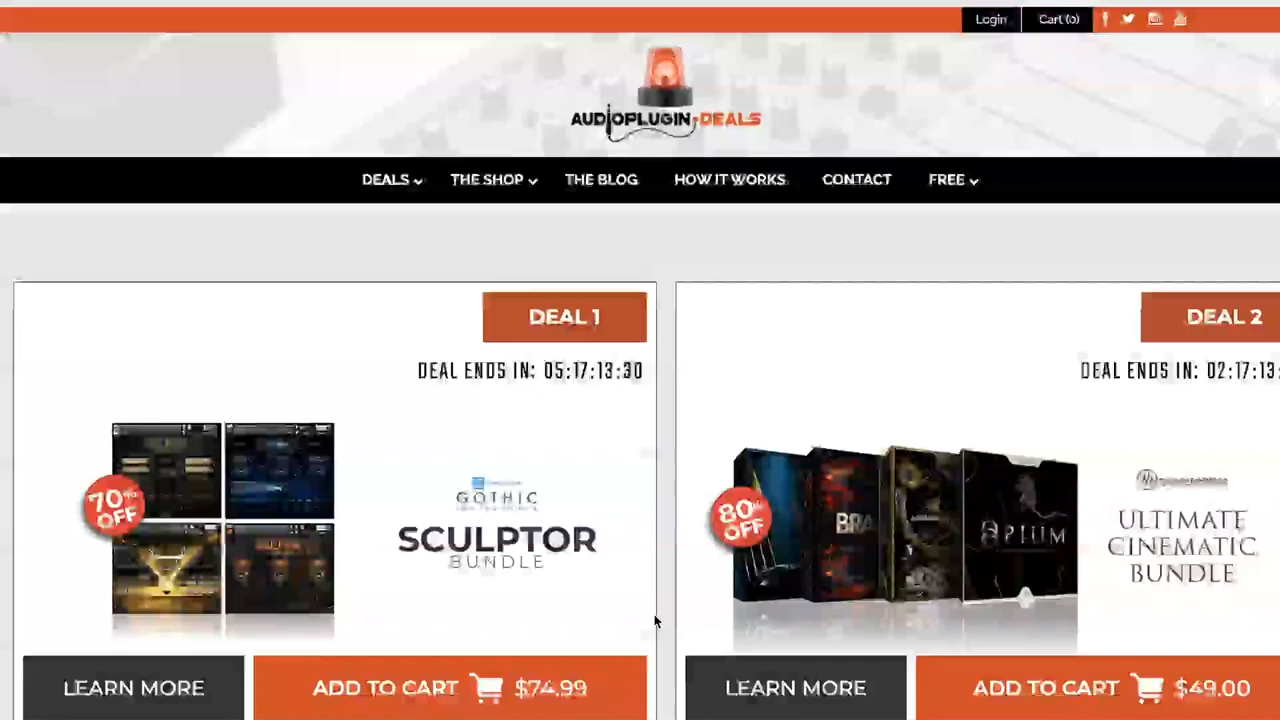 Login Cart (0)
AUDIOPLUGIN.DEALS
DEALS THE SHOP THE BLOG HOW IT WORKS CONTACT FREE
DEAL 1
DEAL ENDS IN: 05:17:13:30
70% OFF
GOTHIC
SCULPTOR
BUNDLE
LEARN MORE
ADD TO CART $74.99
DEAL 2
DEAL ENDS IN: 02:17:13:
80% OFF
BRA
OPIUM
ULTIMATE
CINEMATIC
BUNDLE
LEARN MORE
ADD TO CART $49.00